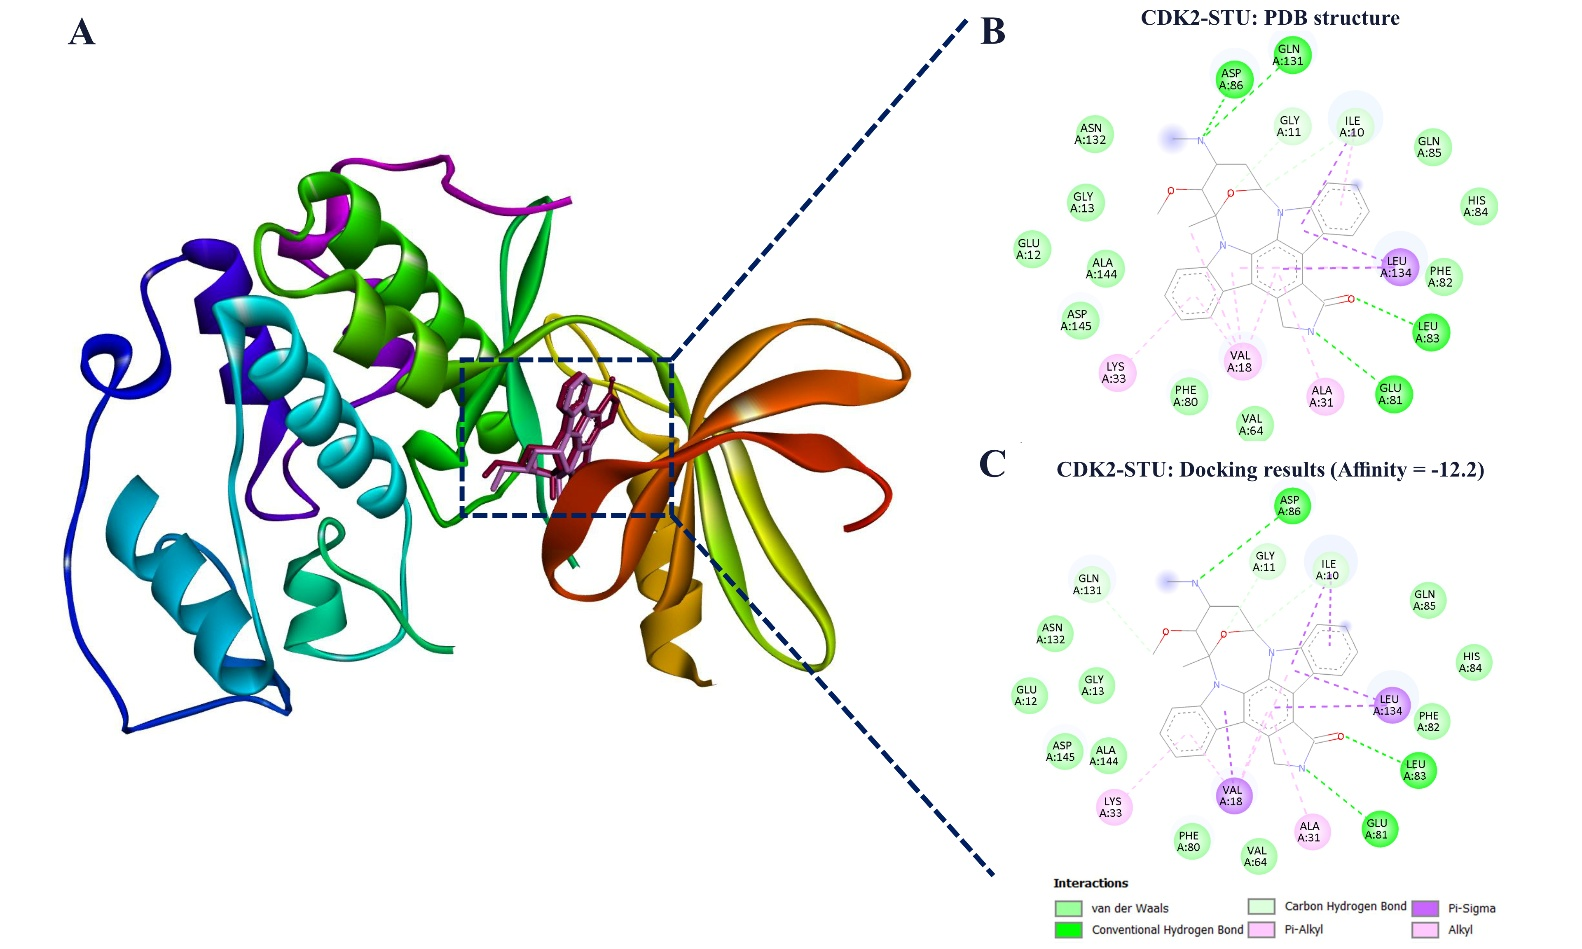 A
B
CDK2-STU: PDB structure
GLN
A:131
ASP
A:86
ASN
A:132
GLY
A:11
ILE
A:10
GLN
A:85
N
GLY
A:13
O
O
N
HIS
A:84
GLU
A:12
ALA
A:144
N
LEU
A:134
PHE
A:82
ASP
A:145
O
N
LEU
A:83
LYS
A:33
VAL
A:18
PHE
A:80
ALA
A:31
GLU
A:81
VAL
A:64
C
CDK2-STU: Docking results (Affinity = -12.2)
ASP
A:86
GLY
A:11
ILE
A:10
GLN
A:131
N
GLN
A:85
ASN
A:132
O
O
N
HIS
A:84
GLU
A:12
GLY
A:13
N
LEU
A:134
PHE
A:82
ASP
A:145
ALA
A:144
O
N
LEU
A:83
LYS
A:33
VAL
A:18
PHE
A:80
ALA
A:31
GLU
A:81
VAL
A:64
Interactions
van der Waals
Carbon Hydrogen Bond
Pi-Sigma
Conventional Hydrogen Bond
Pi-Alkyl
Alkyl